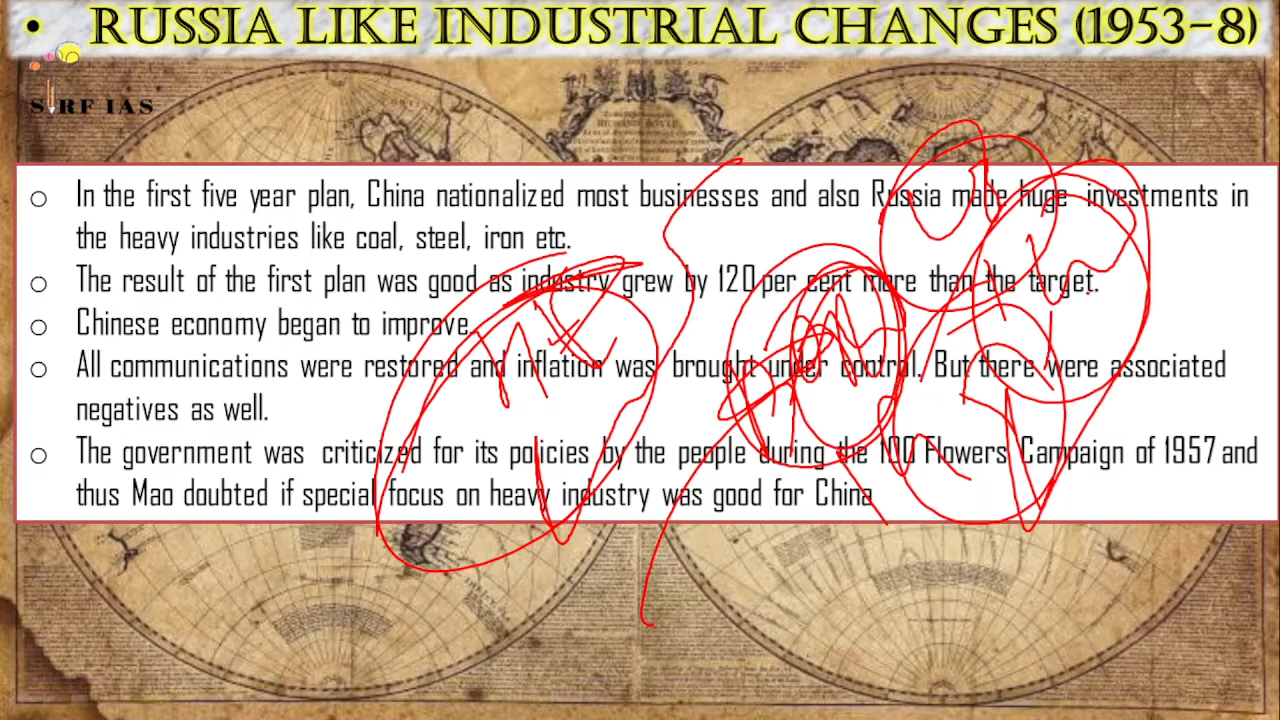 • RUSSIA LIKE INDUSTRIAL CHANGES (1953-8)
SIRF IAS
o In the first five year plan, China nationalized most businesses and also Russia made huge investments in
the heavy industries like coal, steel, iron etc.
o The result of the first plan was good as industry grew by 120 per cent more than the target.
o Chinese economy began to improve.
o All communications were restored and inflation was brought under control. But there were associated
negatives as well.
o The government was criticized for its policies by the people during the 100 Flowers Campaign of 1957 and
thus Mao doubted if special focus on heavy industry was good for China